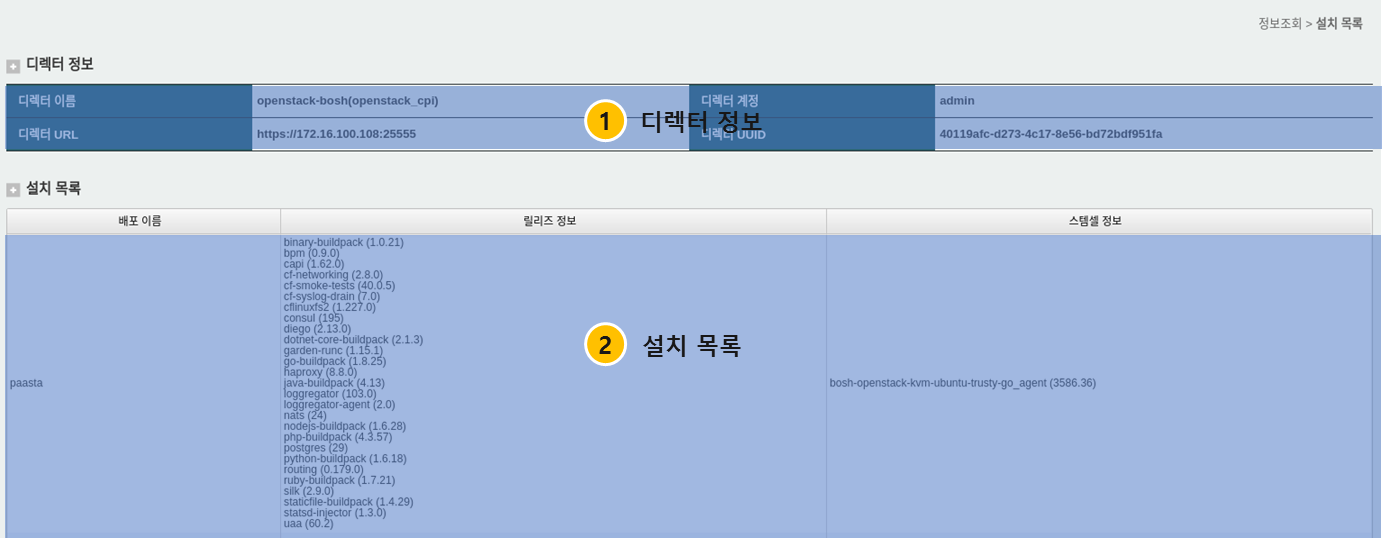 정보조회 > 설치 목록
디렉터 정보
디렉터 이름 openstack-bosh(openstack_cpi) 디렉터 계정 admin
1 디렉터 정보
디렉터 URL https://172.16.100.108:25555 디렉터 UUID 40119afc-d273-4c17-8e56-bd72bdf951fa
설치 목록
배포 이름 릴리즈 정보 스템셀 정보
binary-buildpack (1.0.21)
bpm (0.9.0)
capi (1.62.0)
cf-networking (2.8.0)
cf-smoke-tests (40.0.5)
cf-syslog-drain (7.0)
cflinuxfs2 (1.227.0)
consul (195)
diego (2.13.0)
2 설치 목록
dotnet-core-buildpack (2.1.3)
garden-runc (1.15.1)
go-buildpack (1.8.25)
haproxy (8.8.0)
paasta java-buildpack (4.13) bosh-openstack-kvm-ubuntu-trusty-go_agent (3586.36)
loggregator (103.0)
loggregator-agent (2.0)
nats (24)
nodejs-buildpack (1.6.28)
php-buildpack (4.3.57)
postgres (29)
python-buildpack (1.6.18)
routing (0.179.0)
ruby-buildpack (1.7.21)
silk (2.9.0)
staticfile-buildpack (1.4.29)
statsd-injector (1.3.0)
uaa (60.2)